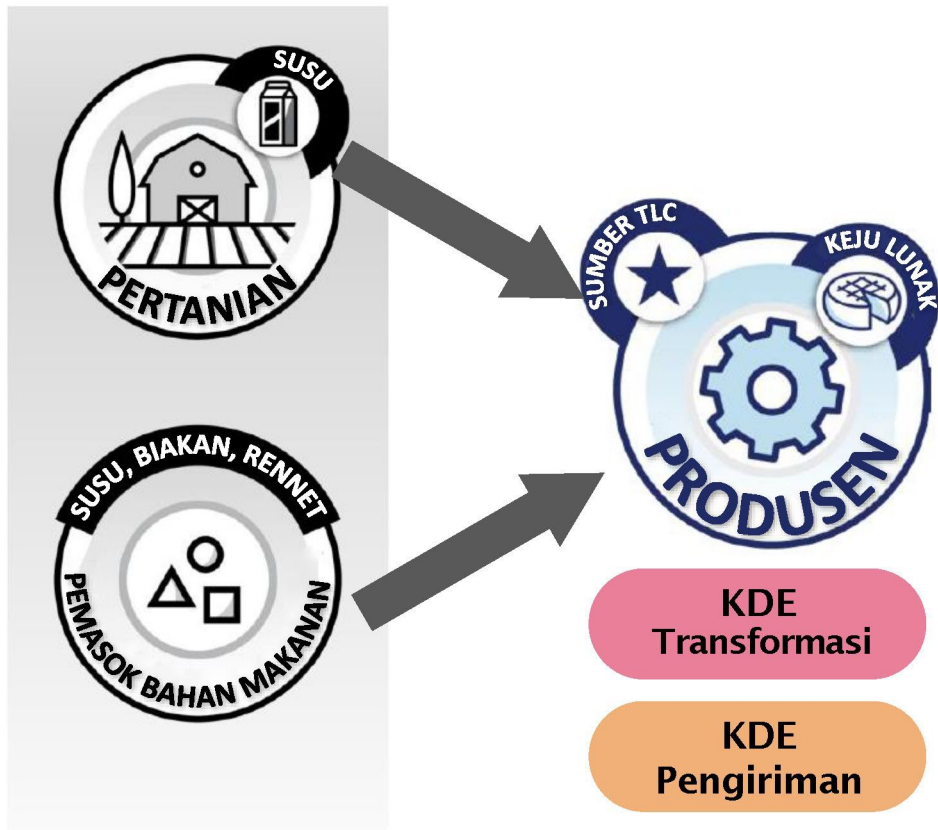 SUSU
PERTANIAN
SUMBER TLC
KEJU LUNAK
PRODUSEN
SUSU, BIAKAN, RENNET
PEMASOK BAHAN MAKANAN
KDE
Transformasi
KDE
Pengiriman